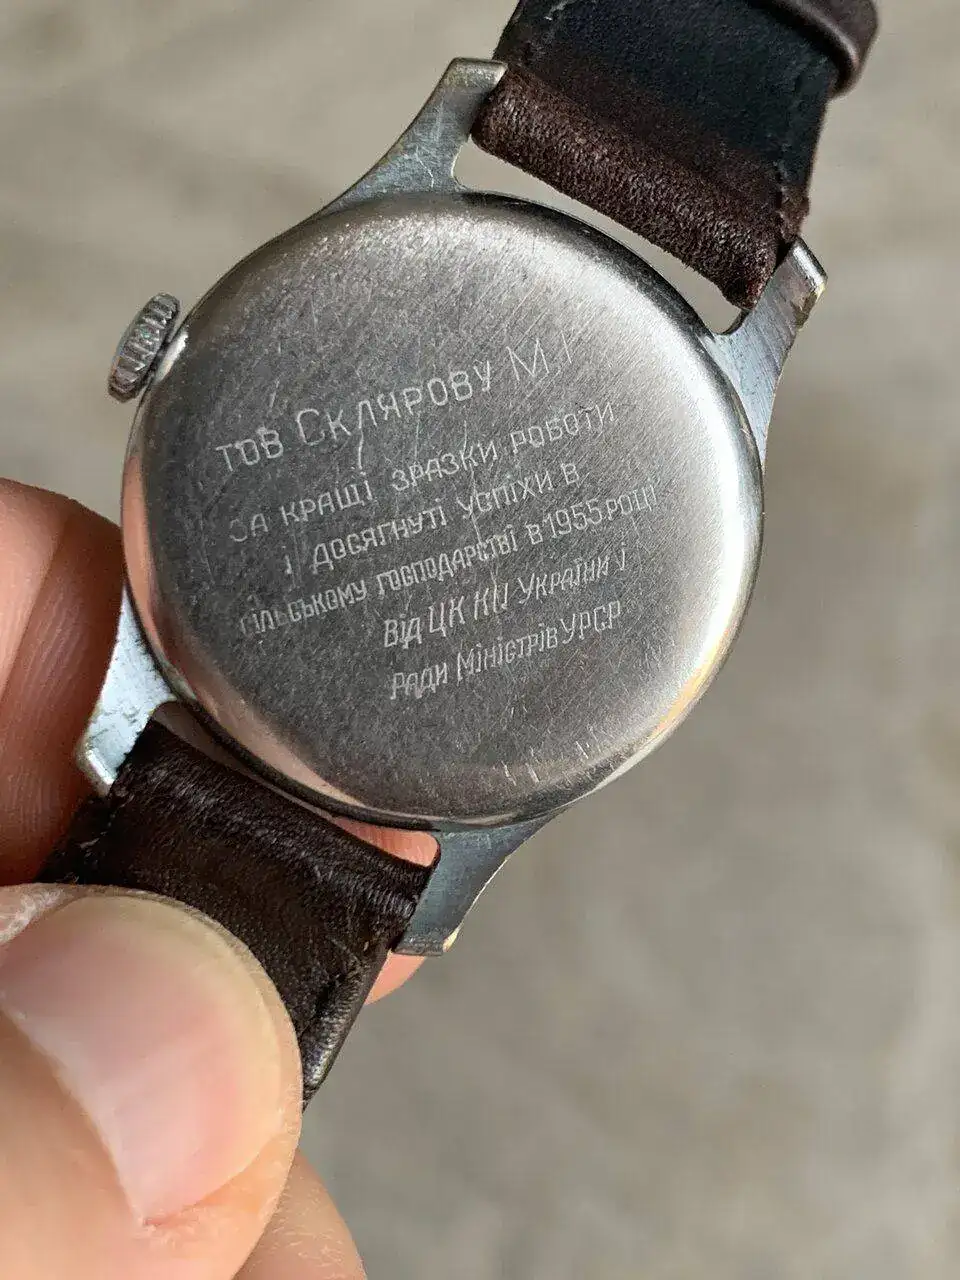 тов Склярову М І
за кращі зразки роботи
і досягнуті успіхи в
сільському господарстві в 1955 році
від ЦК КП України і
Ради Міністрів УРСР